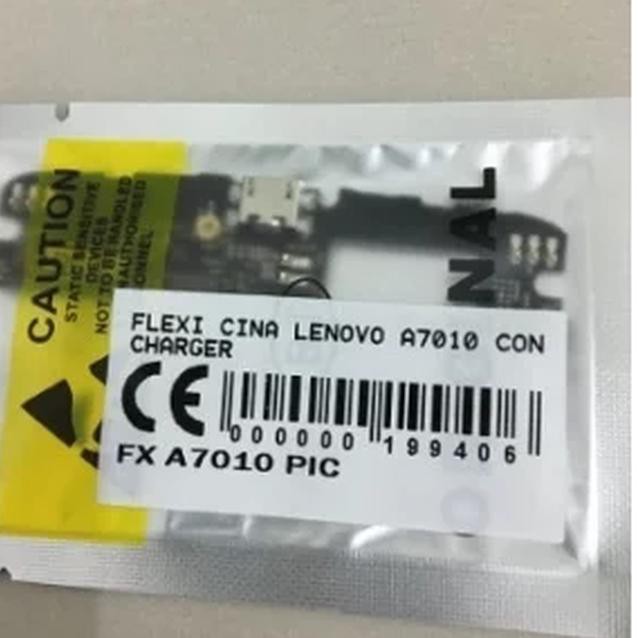 CAUTION
STATIC SENSITIVE
DEVICES
NOT TO BE HANDLED
NAL
FLEXI CINA LENOVO A7010 CON
CHARGER
CE
000000 199406
FX A7010 PIC